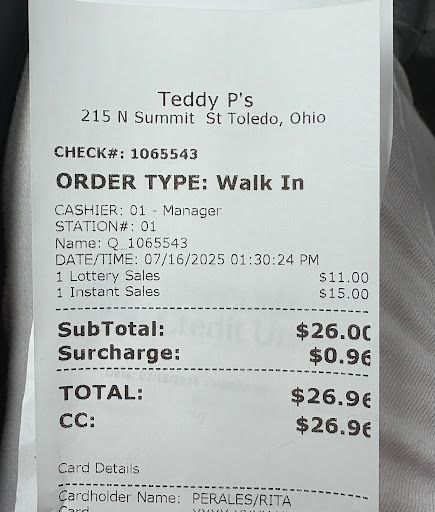 Teddy P's
215 N Summit St Toledo, Ohio
CHECK#: 1065543
ORDER TYPE: Walk In
CASHIER: 01 - Manager
STATION#: 01
Name: Q_1065543
DATE/TIME: 07/16/2025 01:30:24 PM
1 Lottery Sales $11.00
1 Instant Sales $15.00
SubTotal: $26.00
Surcharge: $0.96
TOTAL: $26.96
CC: $26.96
Card Details
Cardholder Name: PERALES/RITA
Card